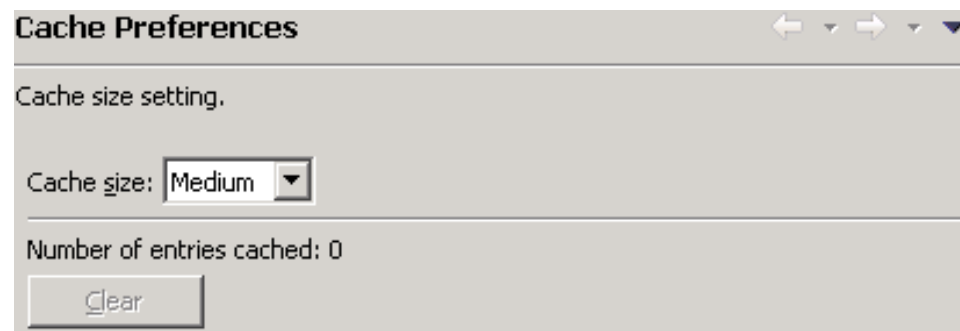 Cache Preferences
Cache size setting.
Cache size: Medium
Number of entries cached: 0
Clear